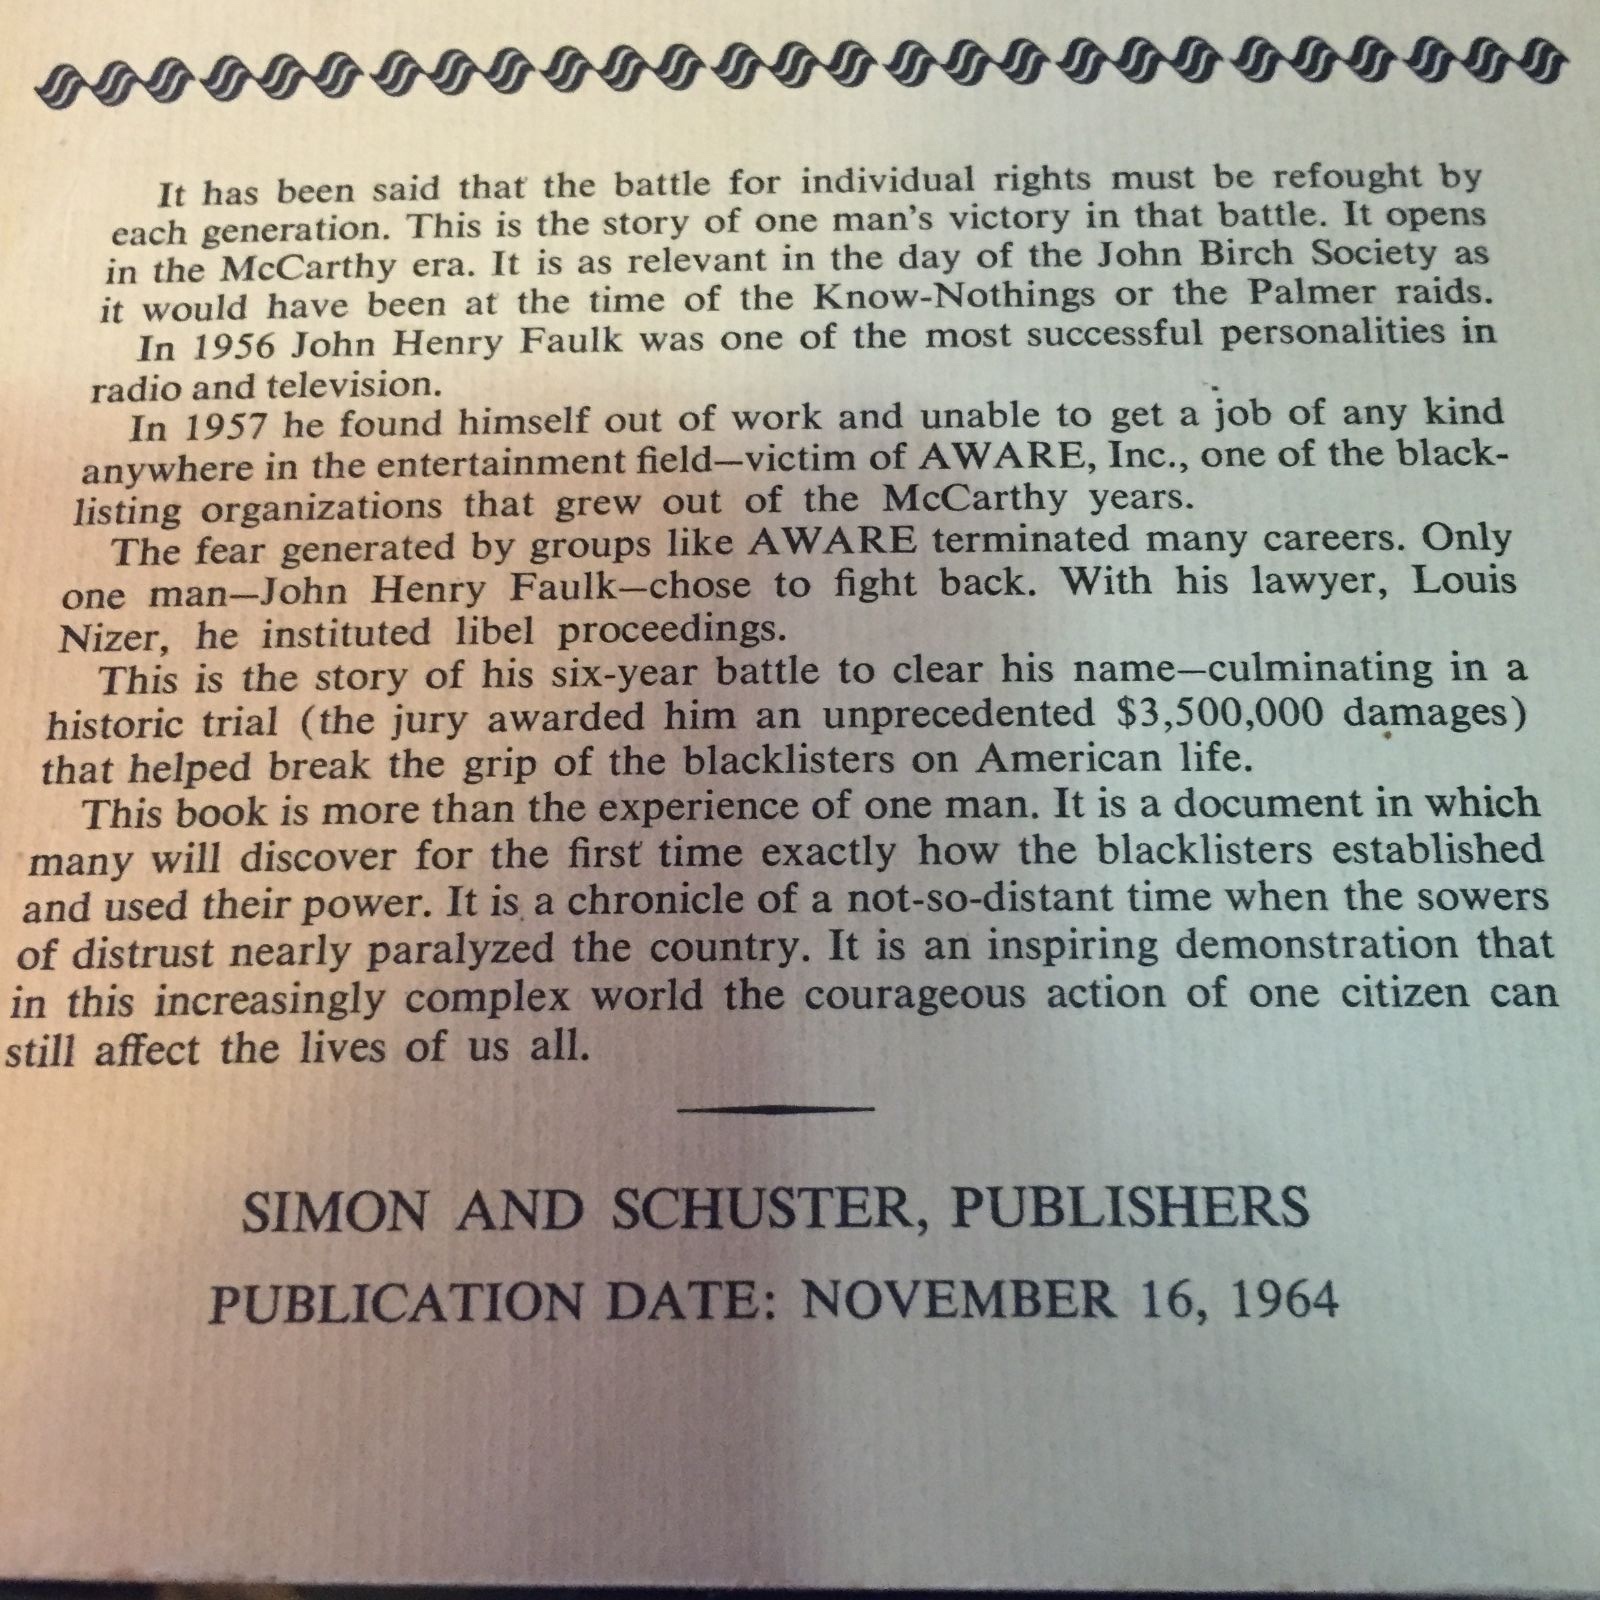 It has been said that the battle for individual rights must be refought by
each generation. This is the story of one man's victory in that battle. It opens
in the McCarthy era. It is as relevant in the day of the John Birch Society as
it would have been at the time of the Know-Nothings or the Palmer raids.
In 1956 John Henry Faulk was one of the most successful personalities in
radio and television.
In 1957 he found himself out of work and unable to get a job of any kind
anywhere in the entertainment field—victim of AWARE, Inc., one of the black-
listing organizations that grew out of the McCarthy years.
The fear generated by groups like AWARE terminated many careers. Only
one man—John Henry Faulk—chose to fight back. With his lawyer, Louis
Nizer, he instituted libel proceedings.
This is the story of his six-year battle to clear his name—culminating in a
historic trial (the jury awarded him an unprecedented $3,500,000 damages)
that helped break the grip of the blacklisters on American life.
This book is more than the experience of one man. It is a document in which
many will discover for the first time exactly how the blacklisters established
and used their power. It is a chronicle of a not-so-distant time when the sowers
of distrust nearly paralyzed the country. It is an inspiring demonstration that
in this increasingly complex world the courageous action of one citizen can
still affect the lives of us all.
SIMON AND SCHUSTER, PUBLISHERS
PUBLICATION DATE: NOVEMBER 16, 1964